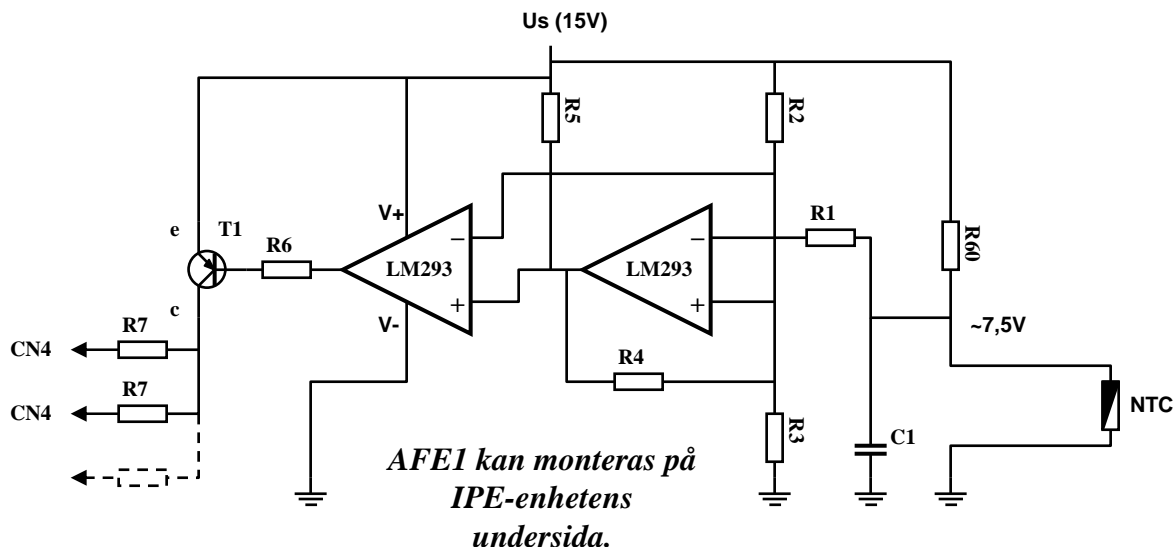 Us (15V)
R5
R2
e
T1
V+
R1
R6
−
−
R60
LM293
LM293
+
+
c
V-
~7,5V
R7
CN4
R4
R7
CN4
NTC
R3
C1
AFE1 kan monteras på
IPE-enhetens
undersida.